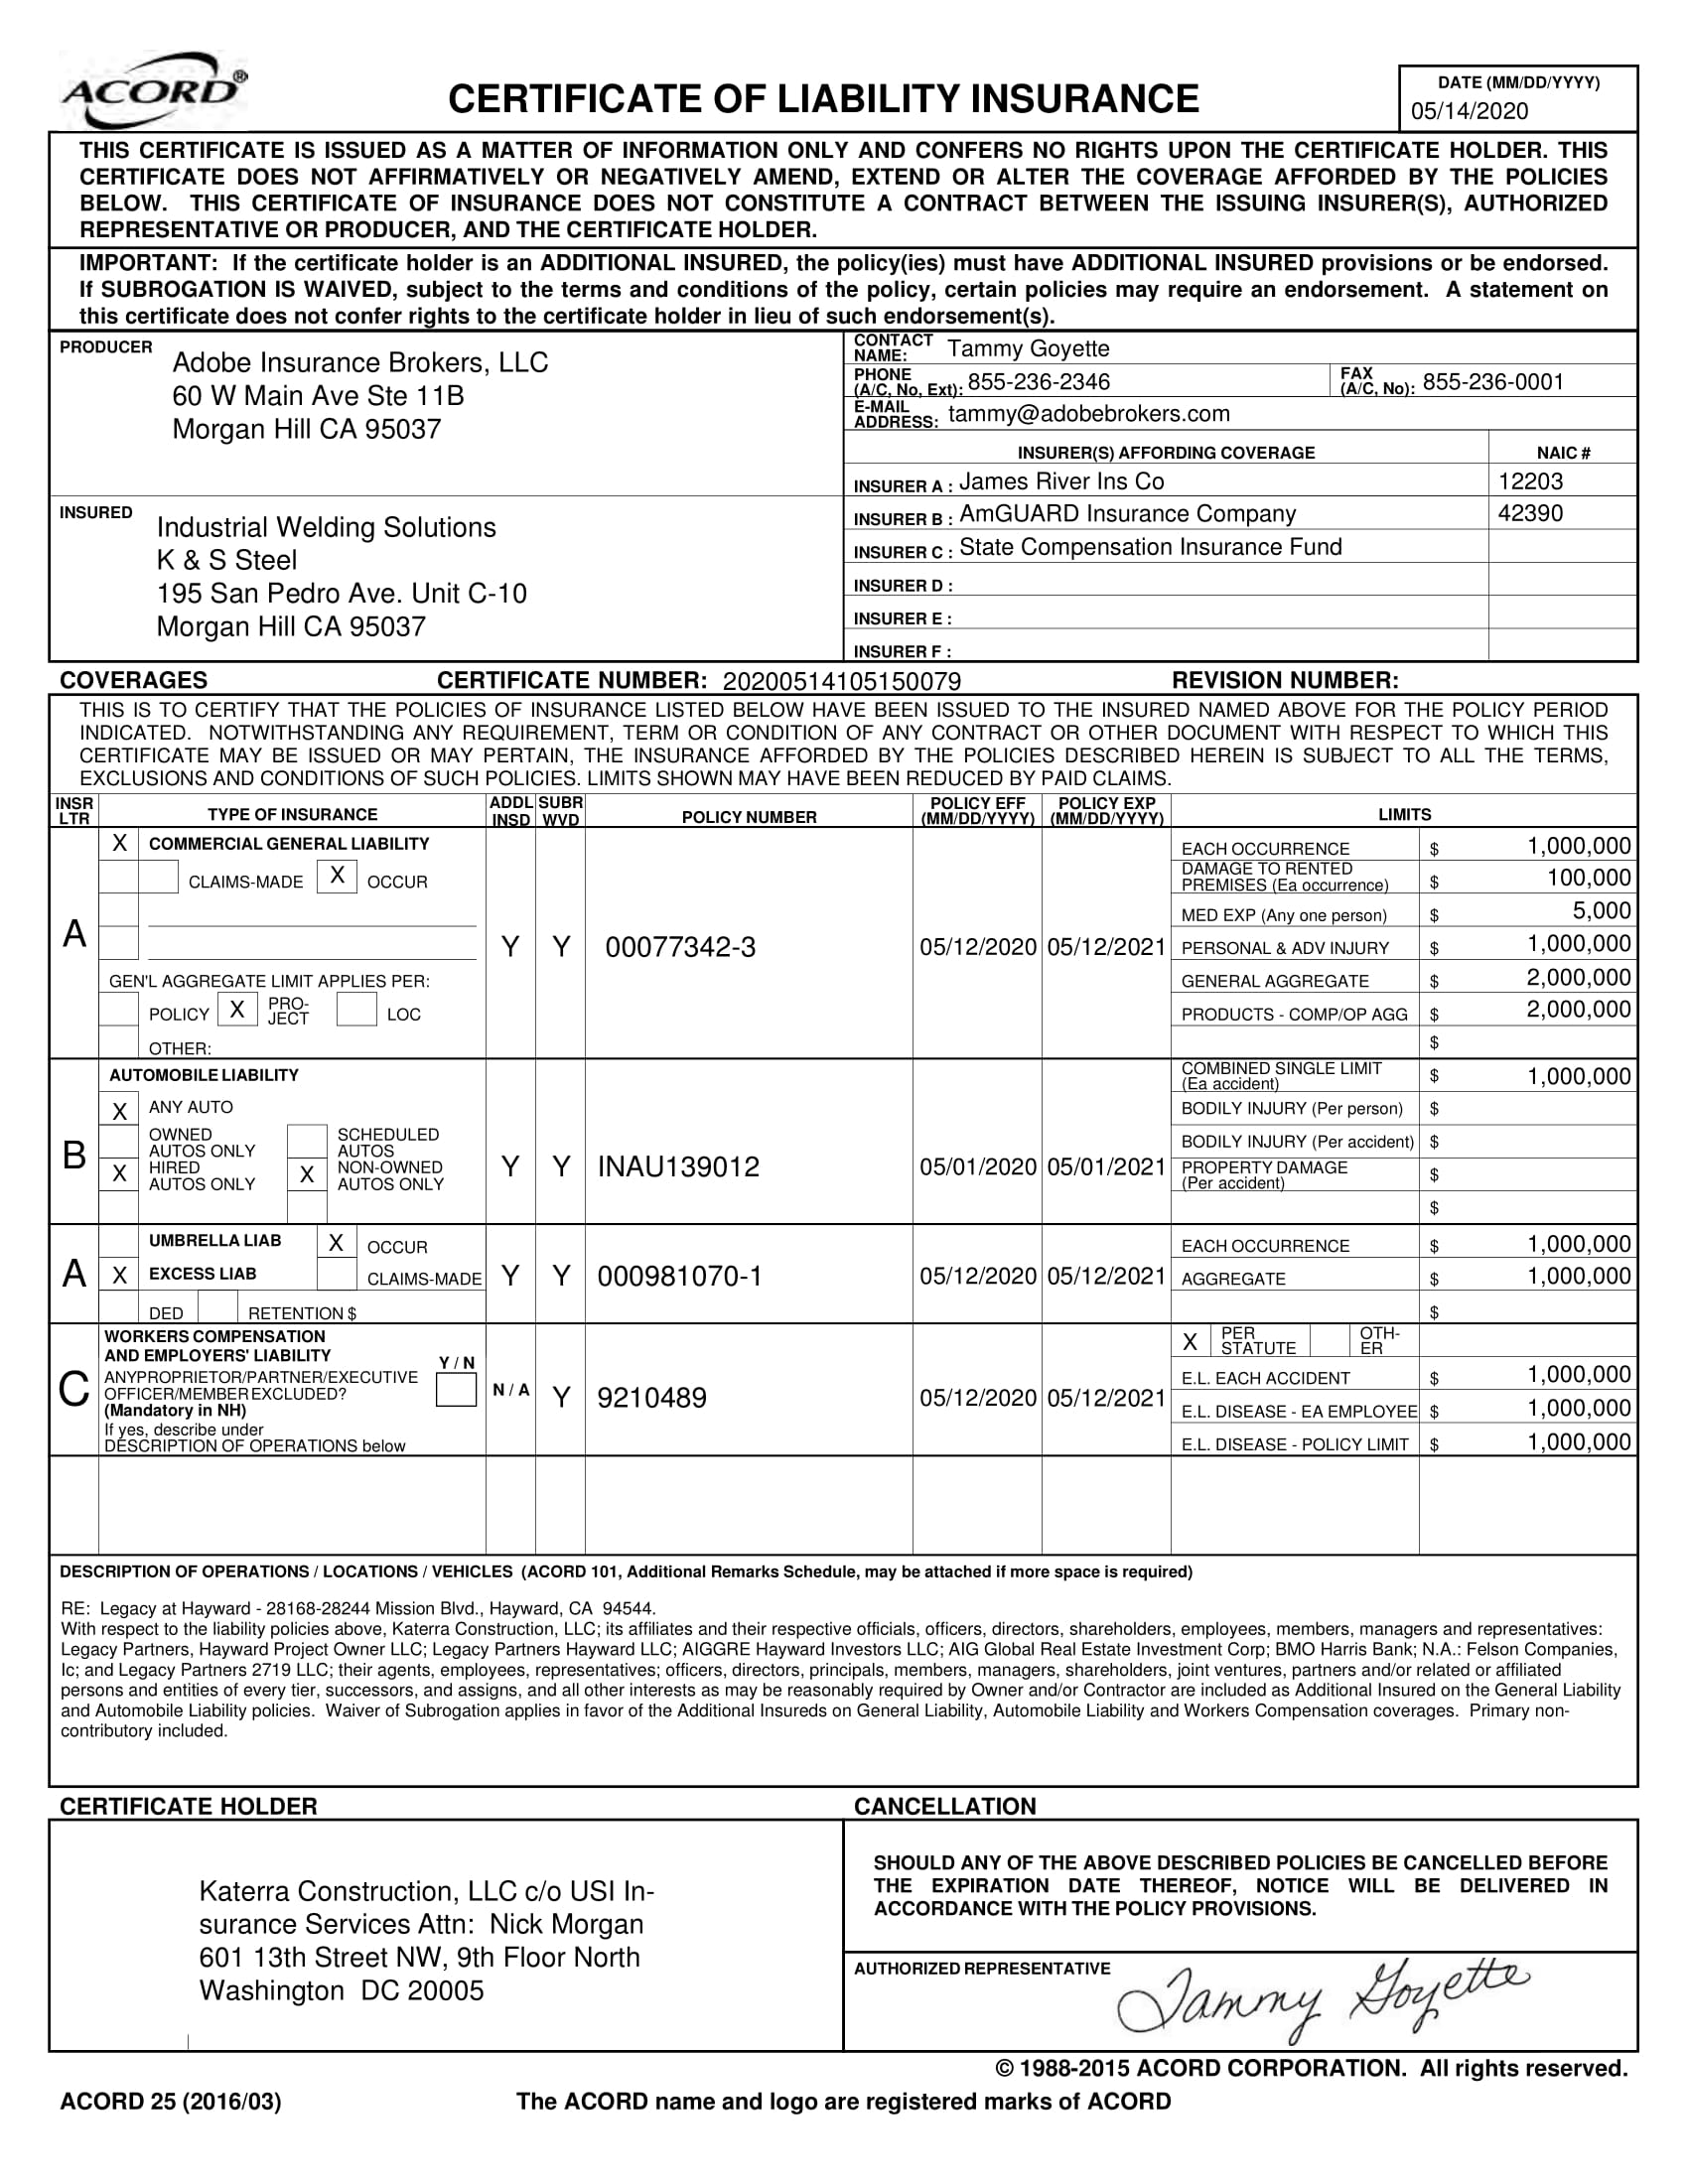 ACORD®
CERTIFICATE OF LIABILITY INSURANCE
DATE (MM/DD/YYYY)
05/14/2020
THIS CERTIFICATE IS ISSUED AS A MATTER OF INFORMATION ONLY AND CONFERS NO RIGHTS UPON THE CERTIFICATE HOLDER. THIS
CERTIFICATE DOES NOT AFFIRMATIVELY OR NEGATIVELY AMEND, EXTEND OR ALTER THE COVERAGE AFFORDED BY THE POLICIES
BELOW. THIS CERTIFICATE OF INSURANCE DOES NOT CONSTITUTE A CONTRACT BETWEEN THE ISSUING INSURER(S), AUTHORIZED
REPRESENTATIVE OR PRODUCER, AND THE CERTIFICATE HOLDER.
IMPORTANT: If the certificate holder is an ADDITIONAL INSURED, the policy(ies) must have ADDITIONAL INSURED provisions or be endorsed.
If SUBROGATION IS WAIVED, subject to the terms and conditions of the policy, certain policies may require an endorsement. A statement on
this certificate does not confer rights to the certificate holder in lieu of such endorsement(s).
PRODUCER
Adobe Insurance Brokers, LLC
60 W Main Ave Ste 11B
Morgan Hill CA 95037
CONTACT NAME: Tammy Goyette
PHONE (A/C, No, Ext): 855-236-2346
FAX (A/C, No): 855-236-0001
E-MAIL ADDRESS: tammy@adobebrokers.com
INSURER(S) AFFORDING COVERAGE NAIC #
INSURER A : James River Ins Co 12203
INSURED
Industrial Welding Solutions
K & S Steel
195 San Pedro Ave. Unit C-10
Morgan Hill CA 95037
INSURER B : AmGUARD Insurance Company 42390
INSURER C : State Compensation Insurance Fund
INSURER D :
INSURER E :
INSURER F :
COVERAGES CERTIFICATE NUMBER: 20200514105150079 REVISION NUMBER:
THIS IS TO CERTIFY THAT THE POLICIES OF INSURANCE LISTED BELOW HAVE BEEN ISSUED TO THE INSURED NAMED ABOVE FOR THE POLICY PERIOD
INDICATED. NOTWITHSTANDING ANY REQUIREMENT, TERM OR CONDITION OF ANY CONTRACT OR OTHER DOCUMENT WITH RESPECT TO WHICH THIS
CERTIFICATE MAY BE ISSUED OR MAY PERTAIN, THE INSURANCE AFFORDED BY THE POLICIES DESCRIBED HEREIN IS SUBJECT TO ALL THE TERMS,
EXCLUSIONS AND CONDITIONS OF SUCH POLICIES. LIMITS SHOWN MAY HAVE BEEN REDUCED BY PAID CLAIMS.
INSR LTR TYPE OF INSURANCE ADDL INSD SUBR WVD POLICY NUMBER POLICY EFF (MM/DD/YYYY) POLICY EXP (MM/DD/YYYY) LIMITS
A
X COMMERCIAL GENERAL LIABILITY
CLAIMS-MADE X OCCUR
GEN'L AGGREGATE LIMIT APPLIES PER:
POLICY X PRO-JECT LOC
OTHER:
Y Y 00077342-3 05/12/2020 05/12/2021
EACH OCCURRENCE $ 1,000,000
DAMAGE TO RENTED PREMISES (Ea occurrence) $ 100,000
MED EXP (Any one person) $ 5,000
PERSONAL & ADV INJURY $ 1,000,000
GENERAL AGGREGATE $ 2,000,000
PRODUCTS - COMP/OP AGG $ 2,000,000
$
B
AUTOMOBILE LIABILITY
X ANY AUTO
OWNED AUTOS ONLY SCHEDULED AUTOS
X HIRED AUTOS ONLY X NON-OWNED AUTOS ONLY
Y Y INAU139012 05/01/2020 05/01/2021
COMBINED SINGLE LIMIT (Ea accident) $ 1,000,000
BODILY INJURY (Per person) $
BODILY INJURY (Per accident) $
PROPERTY DAMAGE (Per accident) $
$
A
UMBRELLA LIAB X OCCUR
X EXCESS LIAB CLAIMS-MADE
DED RETENTION $
Y Y 000981070-1 05/12/2020 05/12/2021
EACH OCCURRENCE $ 1,000,000
AGGREGATE $ 1,000,000
$
C
WORKERS COMPENSATION
AND EMPLOYERS' LIABILITY
Y / N
ANYPROPRIETOR/PARTNER/EXECUTIVE
OFFICER/MEMBER EXCLUDED?
(Mandatory in NH)
If yes, describe under
DESCRIPTION OF OPERATIONS below
N / A Y 9210489 05/12/2020 05/12/2021
X PER STATUTE OTH-ER
E.L. EACH ACCIDENT $ 1,000,000
E.L. DISEASE - EA EMPLOYEE $ 1,000,000
E.L. DISEASE - POLICY LIMIT $ 1,000,000
DESCRIPTION OF OPERATIONS / LOCATIONS / VEHICLES (ACORD 101, Additional Remarks Schedule, may be attached if more space is required)
RE: Legacy at Hayward - 28168-28244 Mission Blvd., Hayward, CA 94544.
With respect to the liability policies above, Katerra Construction, LLC; its affiliates and their respective officials, officers, directors, shareholders, employees, members, managers and representatives:
Legacy Partners, Hayward Project Owner LLC; Legacy Partners Hayward LLC; AIGGRE Hayward Investors LLC; AIG Global Real Estate Investment Corp; BMO Harris Bank; N.A.: Felson Companies,
Ic; and Legacy Partners 2719 LLC; their agents, employees, representatives; officers, directors, principals, members, managers, shareholders, joint ventures, partners and/or related or affiliated
persons and entities of every tier, successors, and assigns, and all other interests as may be reasonably required by Owner and/or Contractor are included as Additional Insured on the General Liability
and Automobile Liability policies. Waiver of Subrogation applies in favor of the Additional Insureds on General Liability, Automobile Liability and Workers Compensation coverages. Primary non-
contributory included.
CERTIFICATE HOLDER
Katerra Construction, LLC c/o USI In-
surance Services Attn: Nick Morgan
601 13th Street NW, 9th Floor North
Washington DC 20005
CANCELLATION
SHOULD ANY OF THE ABOVE DESCRIBED POLICIES BE CANCELLED BEFORE
THE EXPIRATION DATE THEREOF, NOTICE WILL BE DELIVERED IN
ACCORDANCE WITH THE POLICY PROVISIONS.
AUTHORIZED REPRESENTATIVE
Tammy Goyette
© 1988-2015 ACORD CORPORATION. All rights reserved.
ACORD 25 (2016/03) The ACORD name and logo are registered marks of ACORD